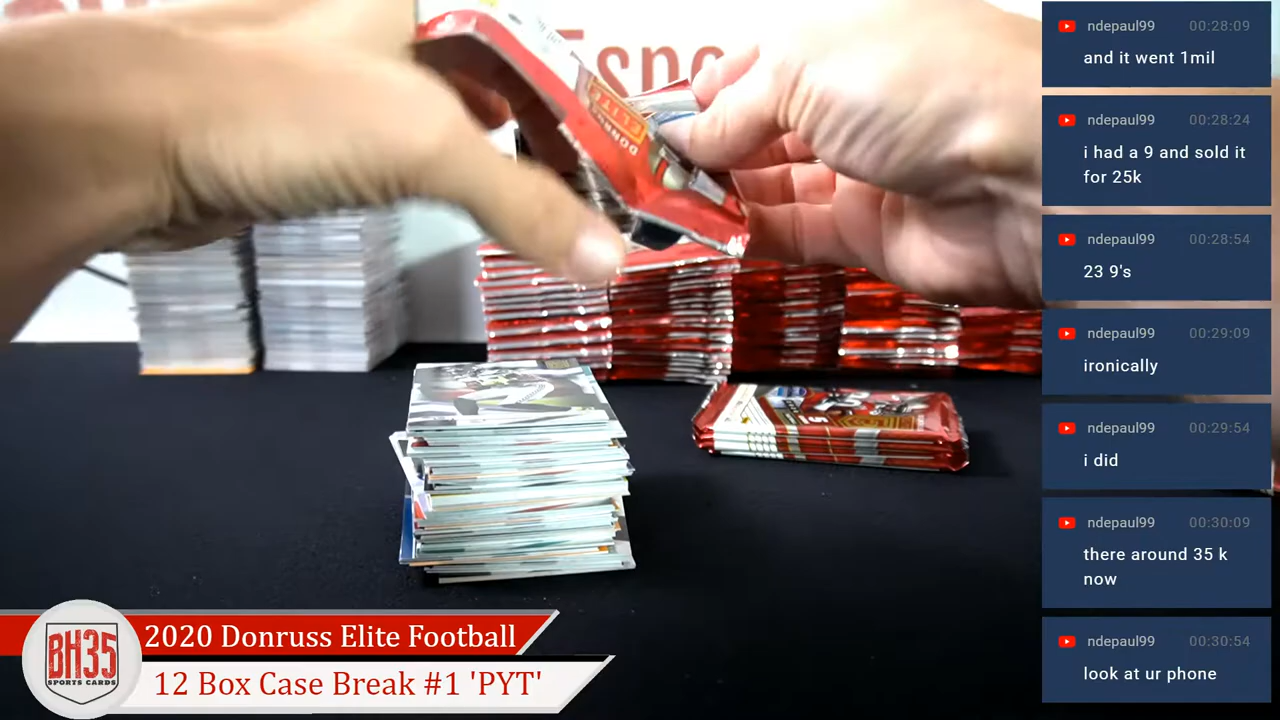 Espo
DONRUSS
ELITE
ndepaul99 00:28:09
and it went 1mil
ndepaul99 00:28:24
i had a 9 and sold it
for 25k
ndepaul99 00:28:54
23 9's
ndepaul99 00:29:09
ironically
ndepaul99 00:29:54
i did
ndepaul99 00:30:09
there around 35 k
now
ndepaul99 00:30:54
look at ur phone
BH35
SPORTS CARDS
2020 Donruss Elite Football
12 Box Case Break #1 'PYT'